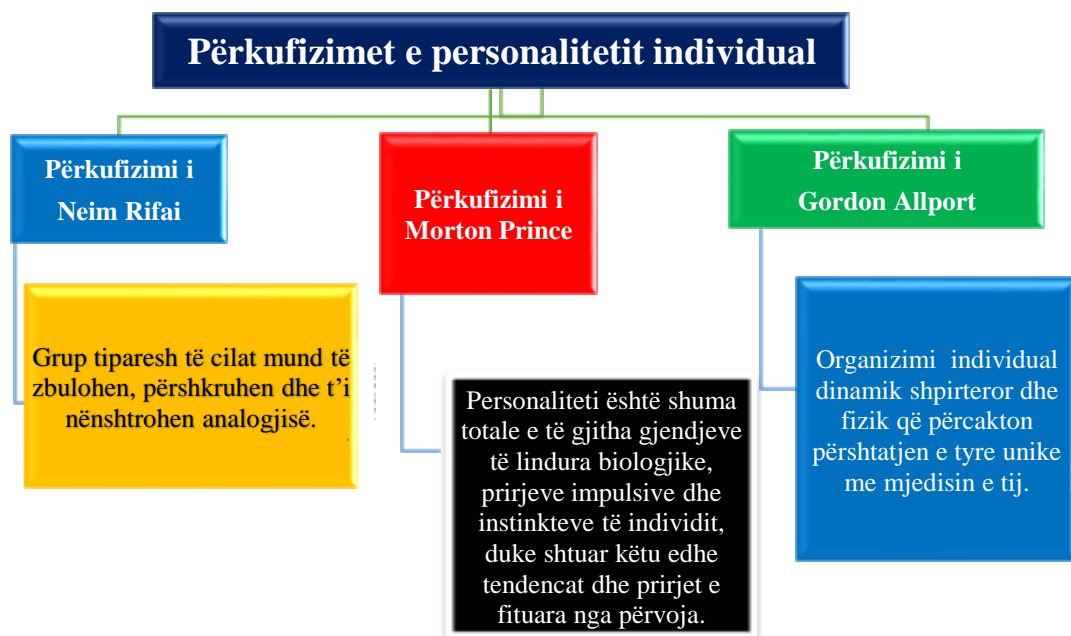 Përkufizimet e personalitetit individual
Përkufizimi i
Neim Rifai
Grup tiparesh të cilat mund të
zbulohen, përshkruhen dhe t’i
nënshtrohen analogjisë.
Përkufizimi i
Morton Prince
Personaliteti është shuma
totale e të gjitha gjendjeve
të lindura biologjike,
prirjeve impulsive dhe
instinkteve të individit,
duke shtuar këtu edhe
tendencat dhe prirjet e
fituara nga përvoja.
Përkufizimi i
Gordon Allport
Organizimi individual
dinamik shpirteror dhe
fizik që përcakton
përshtatjen e tyre unike
me mjedisin e tij.